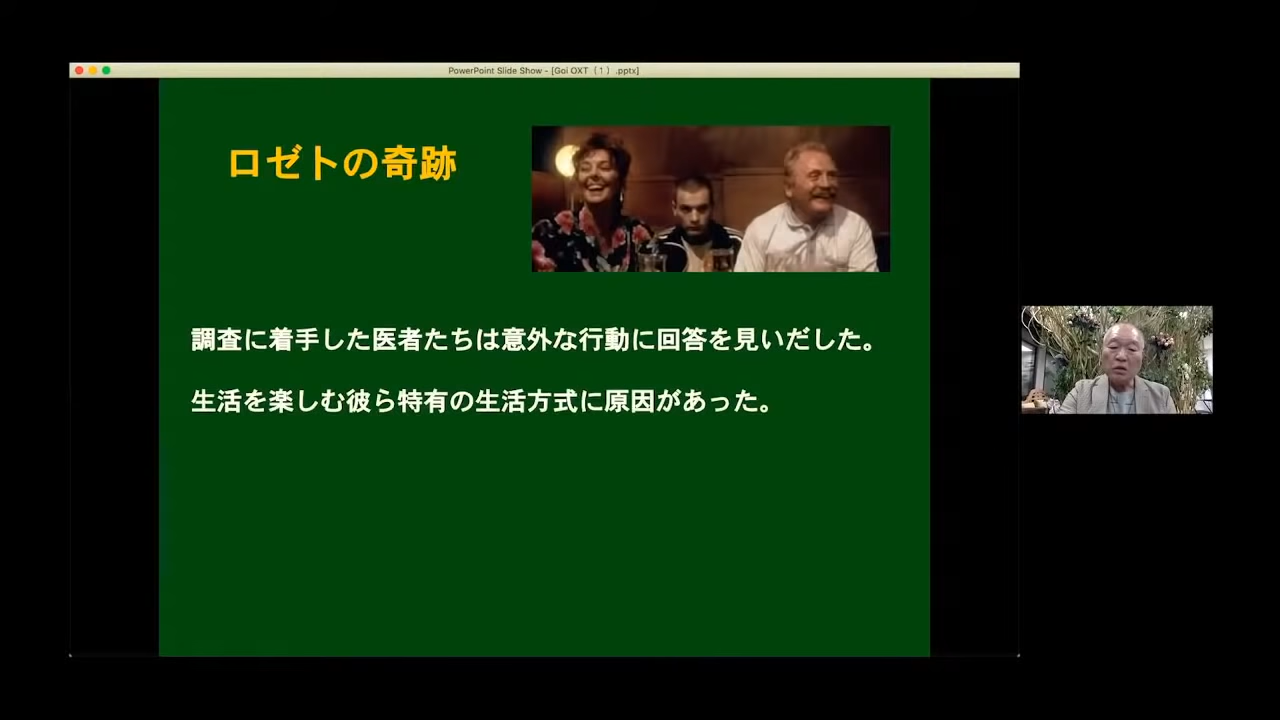 PowerPoint Slide Show - [Goi OXT（1）.pptx]
ロゼトの奇跡
調査に着手した医者たちは意外な行動に回答を見いだした。
生活を楽しむ彼ら特有の生活方式に原因があった。